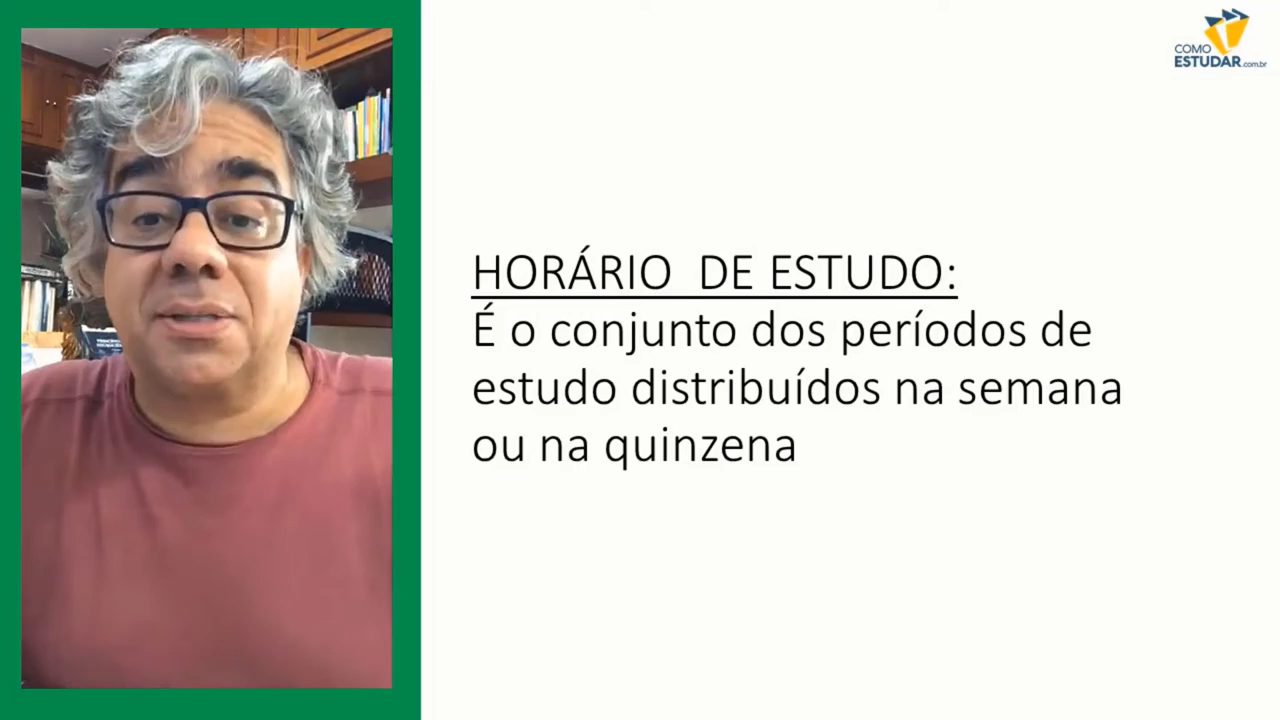 COMO
ESTUDAR.com.br
HORÁRIO DE ESTUDO:
É o conjunto dos períodos de
estudo distribuídos na semana
ou na quinzena